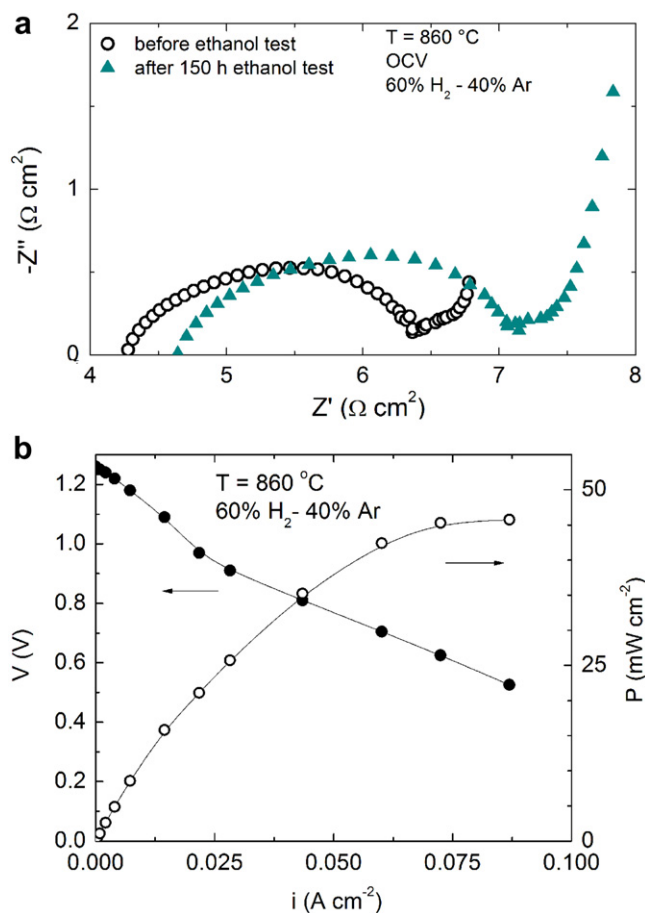 a
before ethanol test
after 150 h ethanol test
T = 860 °C
OCV
60% H₂ - 40% Ar
2
1
0
-Z'' (Ω cm²)
4 5 6 7 8
Z' (Ω cm²)
b
T = 860 °C
60% H₂- 40% Ar
1.2
1.0
0.8
0.6
0.4
0.2
0.0
V (V)
50
25
0
P (mW cm⁻²)
0.000 0.025 0.050 0.075 0.100
i (A cm⁻²)